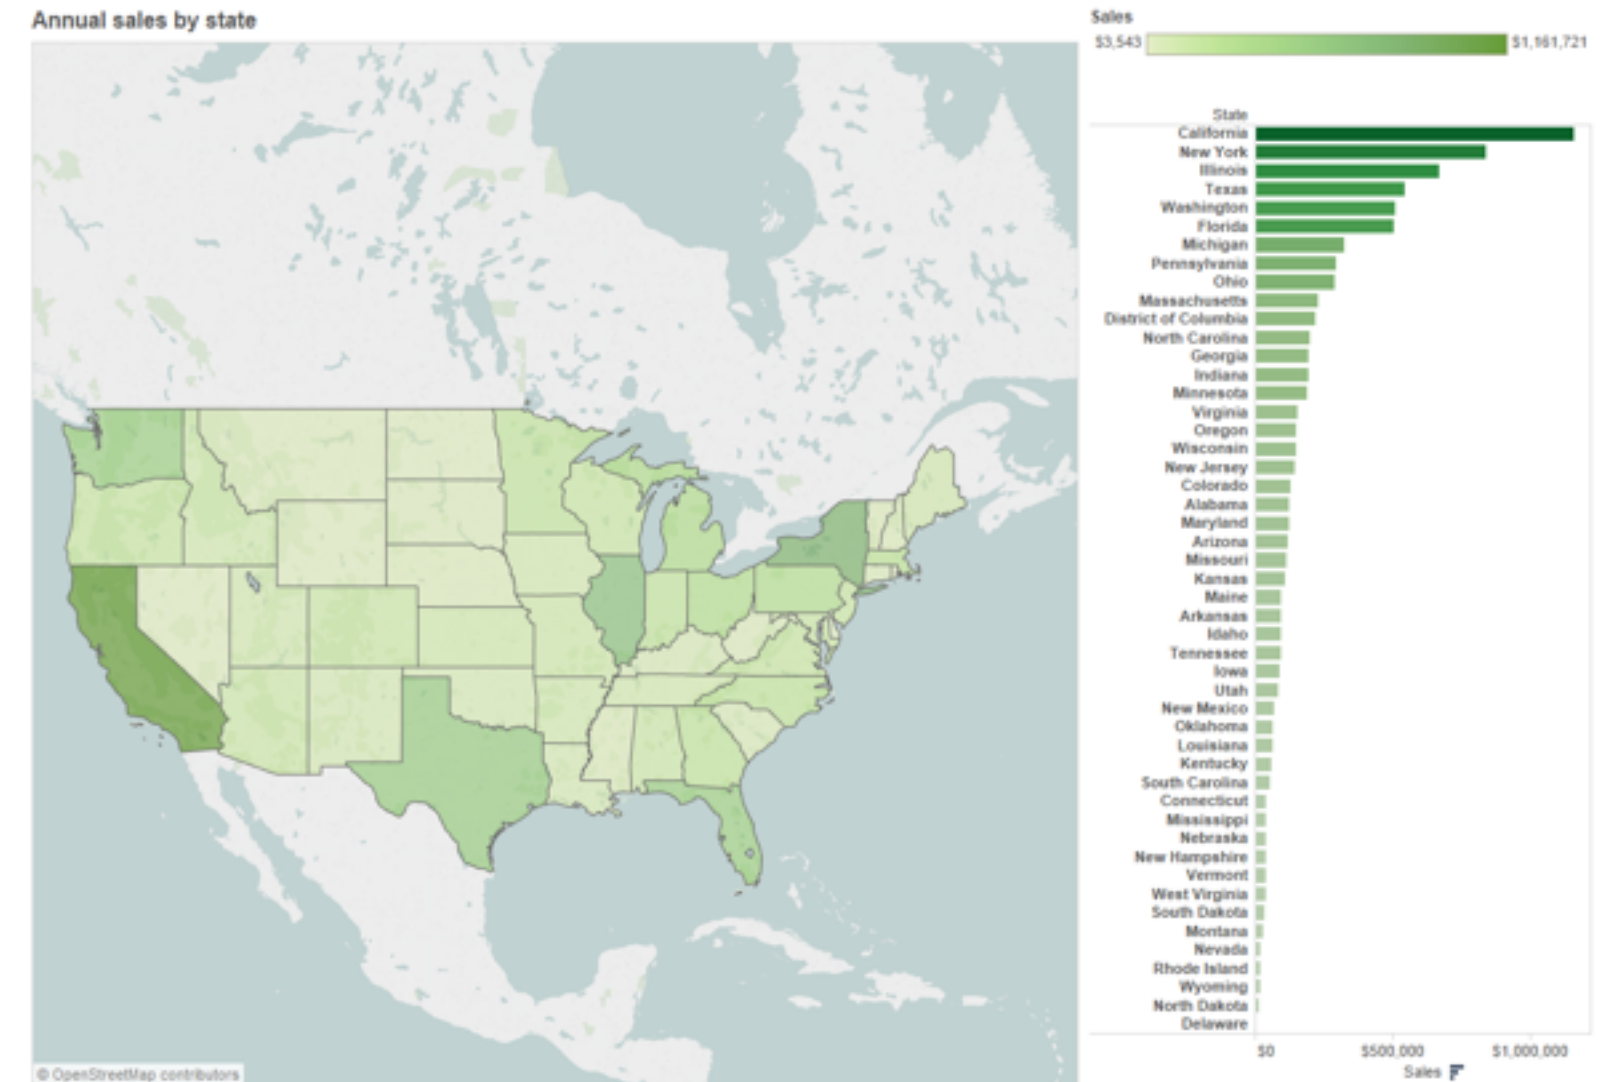 Annual sales by state
Sales
$3,543 $1,161,721
State
California
New York
Illinois
Texas
Washington
Florida
Michigan
Pennsylvania
Ohio
Massachusetts
District of Columbia
North Carolina
Georgia
Indiana
Minnesota
Virginia
Oregon
Wisconsin
New Jersey
Colorado
Alabama
Maryland
Arizona
Missouri
Kansas
Maine
Arkansas
Idaho
Tennessee
Iowa
Utah
New Mexico
Oklahoma
Louisiana
Kentucky
South Carolina
Connecticut
Mississippi
Nebraska
New Hampshire
Vermont
West Virginia
South Dakota
Montana
Nevada
Rhode Island
Wyoming
North Dakota
Delaware
$0 $500,000 $1,000,000
Sales
© OpenStreetMap contributors